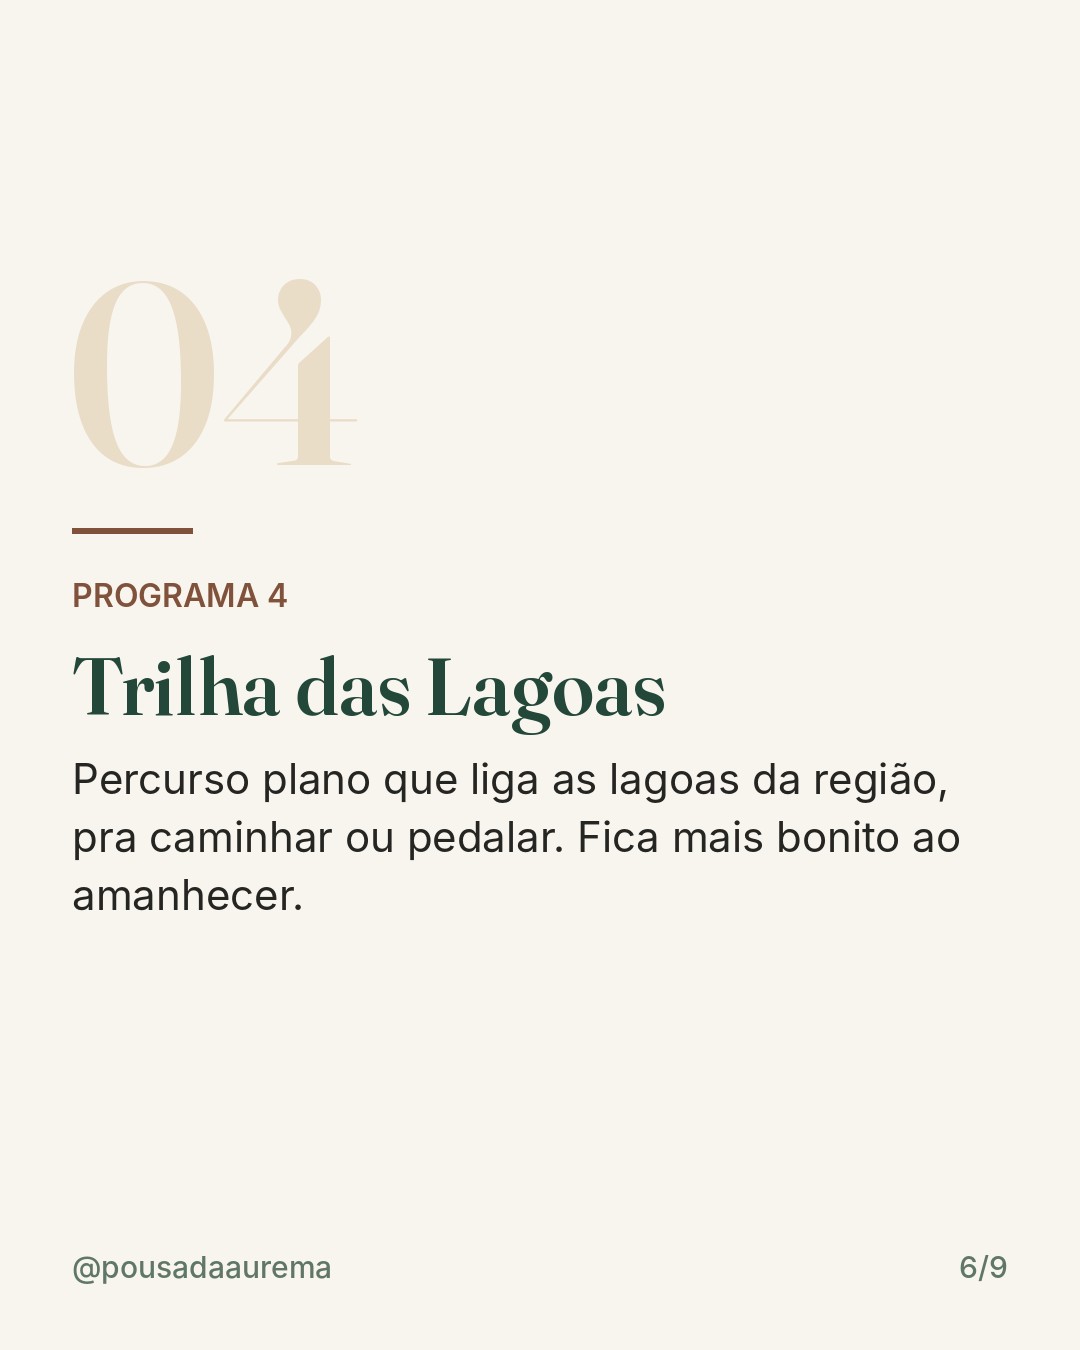 04
PROGRAMA 4
Trilha das Lagoas
Percurso plano que liga as lagoas da região,
pra caminhar ou pedalar. Fica mais bonito ao
amanhecer.
@pousadaaurema
6/9